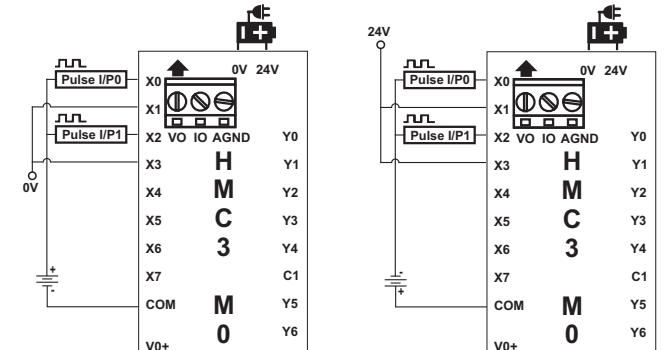 0V 24V
Pulse I/P0
X0
X1
Pulse I/P1
X2
VO IO AGND
Y0
X3
H
Y1
0V
X4
M
Y2
X5
C
Y3
X6
3
Y4
+
-
X7
C1
COM
M
Y5
0
Y6
V0+
24V
0V 24V
Pulse I/P0
X0
X1
Pulse I/P1
X2
VO IO AGND
Y0
X3
H
Y1
X4
M
Y2
X5
C
Y3
X6
3
Y4
-
+
X7
C1
COM
M
Y5
0
Y6
V0+